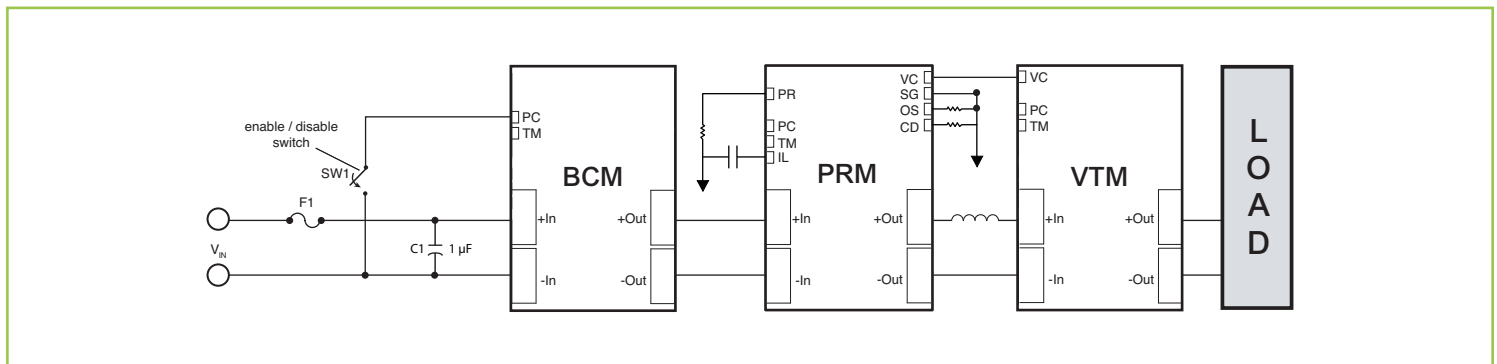 enable / disable
switch
SW1
F1
V_IN
C1 1 µF
PC
TM
BCM
+In
-In
+Out
-Out
PR
PC
TM
IL
VC
SG
OS
CD
PRM
+In
-In
+Out
-Out
VC
PC
TM
VTM
+In
-In
+Out
-Out
L
O
A
D